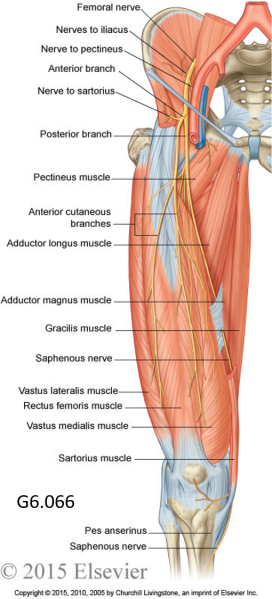 Femoral nerve
Nerves to iliacus
Nerve to pectineus
Anterior branch
Nerve to sartorius
Posterior branch
Pectineus muscle
Anterior cutaneous
branches
Adductor longus muscle
Adductor magnus muscle
Gracilis muscle
Saphenous nerve
Vastus lateralis muscle
Rectus femoris muscle
Vastus medialis muscle
Sartorius muscle
G6.066
Pes anserinus
Saphenous nerve
© 2015 Elsevier
Copyright © 2015, 2010, 2005 by Churchill Livingstone, an imprint of Elsevier Inc.